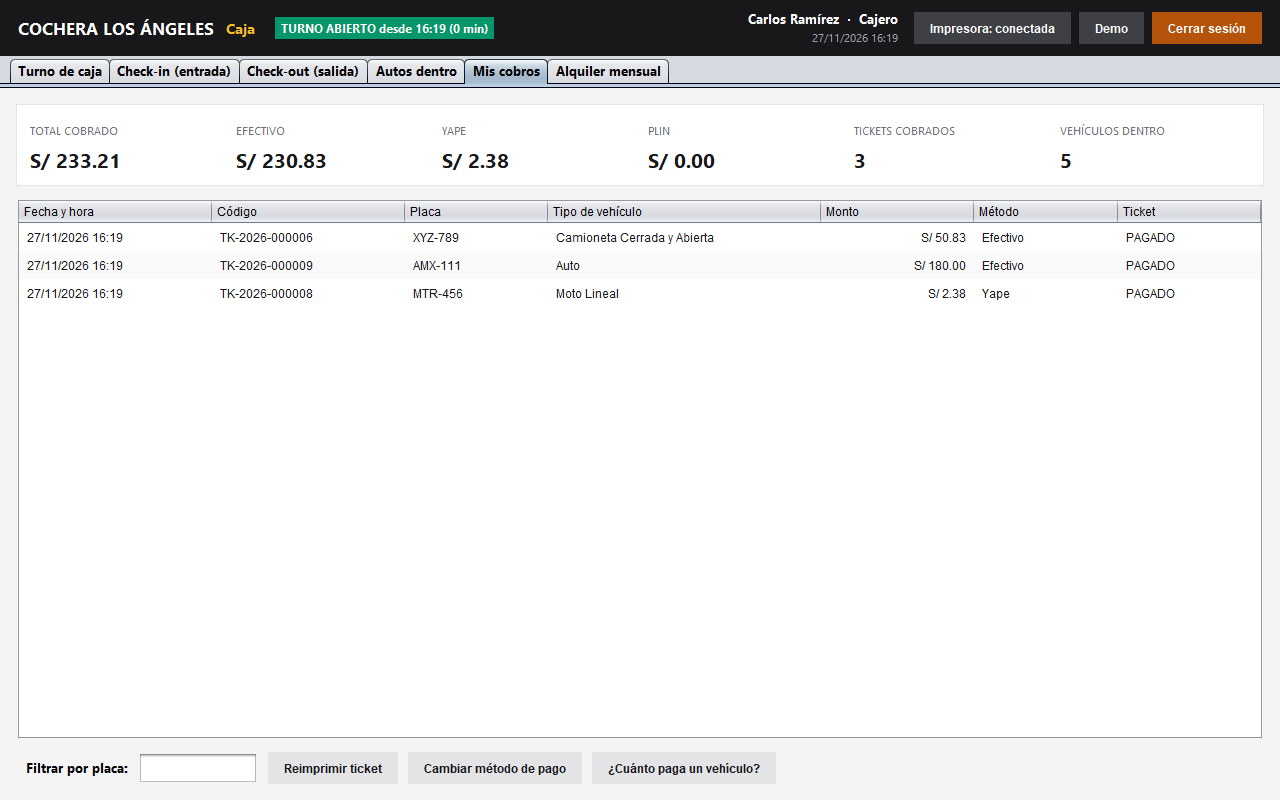 COCHERA LOS ÁNGELES Caja TURNO ABIERTO desde 16:19 (0 min) Carlos Ramírez · Cajero Impresora: conectada Demo Cerrar sesión
27/11/2026 16:19
Turno de caja Check-in (entrada) Check-out (salida) Autos dentro Mis cobros Alquiler mensual
TOTAL COBRADO EFECTIVO YAPE PLIN TICKETS COBRADOS VEHÍCULOS DENTRO
S/ 233.21 S/ 230.83 S/ 2.38 S/ 0.00 3 5
Fecha y hora Código Placa Tipo de vehículo Monto Método Ticket
27/11/2026 16:19 TK-2026-000006 XYZ-789 Camioneta Cerrada y Abierta S/ 50.83 Efectivo PAGADO
27/11/2026 16:19 TK-2026-000009 AMX-111 Auto S/ 180.00 Efectivo PAGADO
27/11/2026 16:19 TK-2026-000008 MTR-456 Moto Lineal S/ 2.38 Yape PAGADO
Filtrar por placa: Reimprimir ticket Cambiar método de pago ¿Cuánto paga un vehículo?